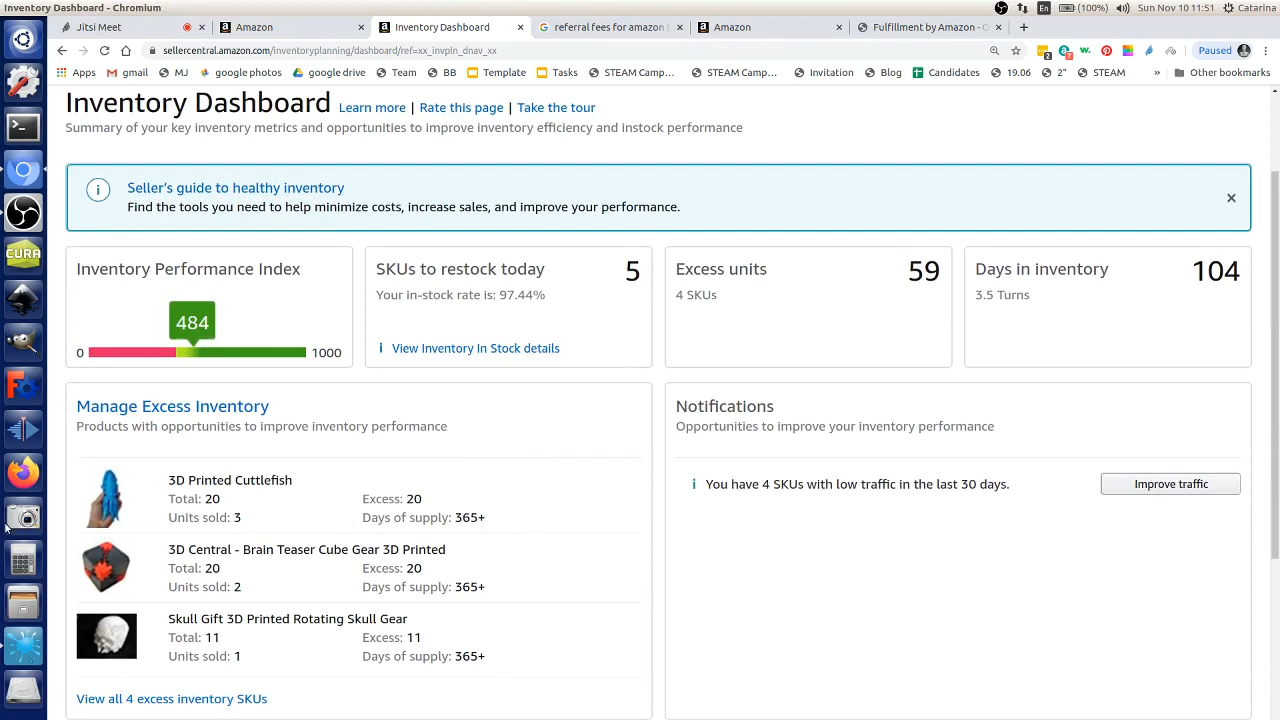 Inventory Dashboard - Chromium
En
(100%)
Sun Nov 10 11:51
Catarina
Jitsi Meet
Amazon
Inventory Dashboard
referral fees for amazon
Amazon
Fulfillment by Amazon -
sellercentral.amazon.com/inventoryplanning/dashboard/ref=xx_invpln_dnav_xx
Paused
Apps
gmail
MJ
google photos
google drive
Team
BB
Template
Tasks
STEAM Camp...
STEAM Camp...
Invitation
Blog
Candidates
19.06
2"
STEAM
»
Other bookmarks
Inventory Dashboard Learn more | Rate this page | Take the tour
Summary of your key inventory metrics and opportunities to improve inventory efficiency and instock performance
Seller's guide to healthy inventory
Find the tools you need to help minimize costs, increase sales, and improve your performance.
Inventory Performance Index
484
0
1000
SKUs to restock today
5
Your in-stock rate is: 97.44%
View Inventory In Stock details
Excess units
59
4 SKUs
Days in inventory
104
3.5 Turns
Manage Excess Inventory
Products with opportunities to improve inventory performance
3D Printed Cuttlefish
Total: 20 Excess: 20
Units sold: 3 Days of supply: 365+
3D Central - Brain Teaser Cube Gear 3D Printed
Total: 20 Excess: 20
Units sold: 2 Days of supply: 365+
Skull Gift 3D Printed Rotating Skull Gear
Total: 11 Excess: 11
Units sold: 1 Days of supply: 365+
View all 4 excess inventory SKUs
Notifications
Opportunities to improve your inventory performance
You have 4 SKUs with low traffic in the last 30 days.
Improve traffic
CURA